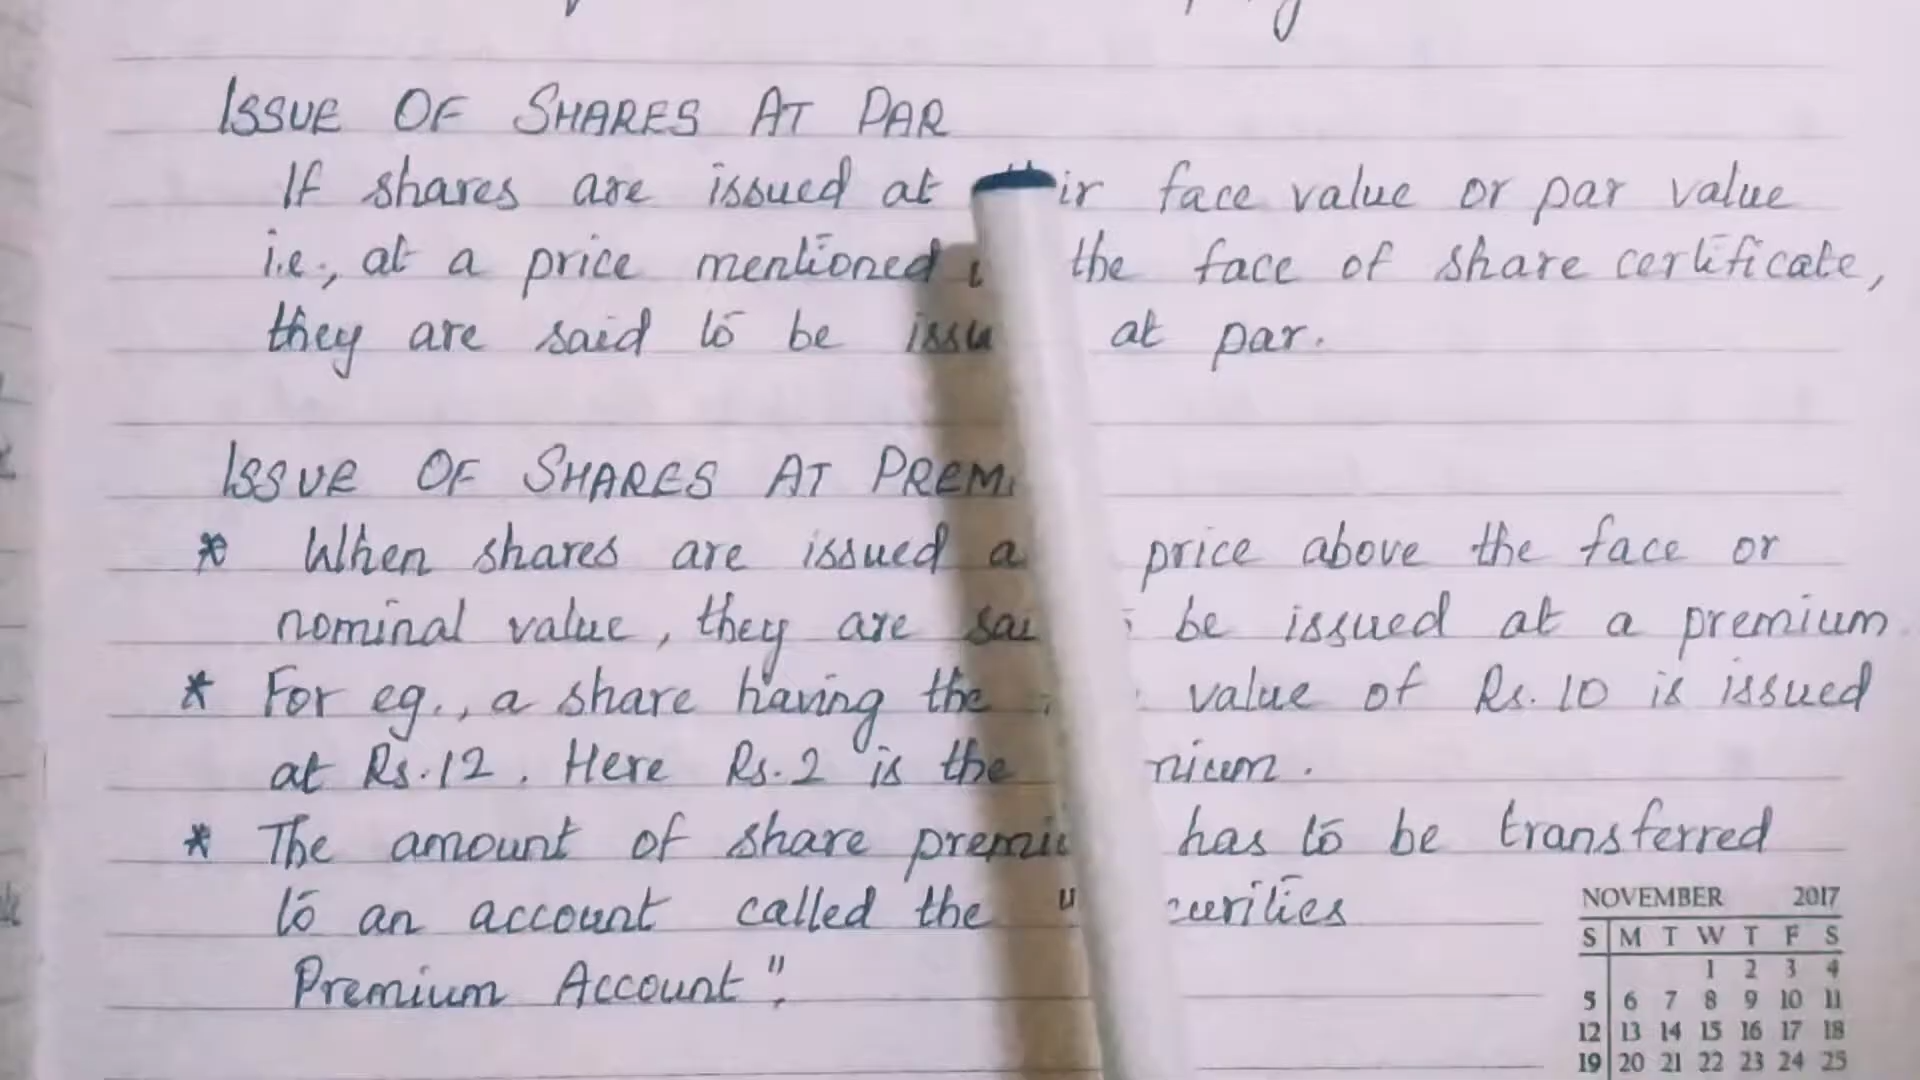 ISSUE OF SHARES AT PAR
If shares are issued at face value or par value
i.e., at a price mentioned the face of share certificate,
they are said to be at par.
ISSUE OF SHARES AT
* When shares are issued a price above the face or
nominal value, they are be issued at a premium
* For eg., a share having the value of Rs. 10 is issued
at Rs. 12. Here Rs. 2 is the
* The amount of share has to be transferred
to an account called the "
Premium Account".
NOVEMBER 2017
S M T W T F S
1 2 3 4
5 6 7 8 9 10 11
12 13 14 15 16 17 18
19 20 21 22 23 24 25